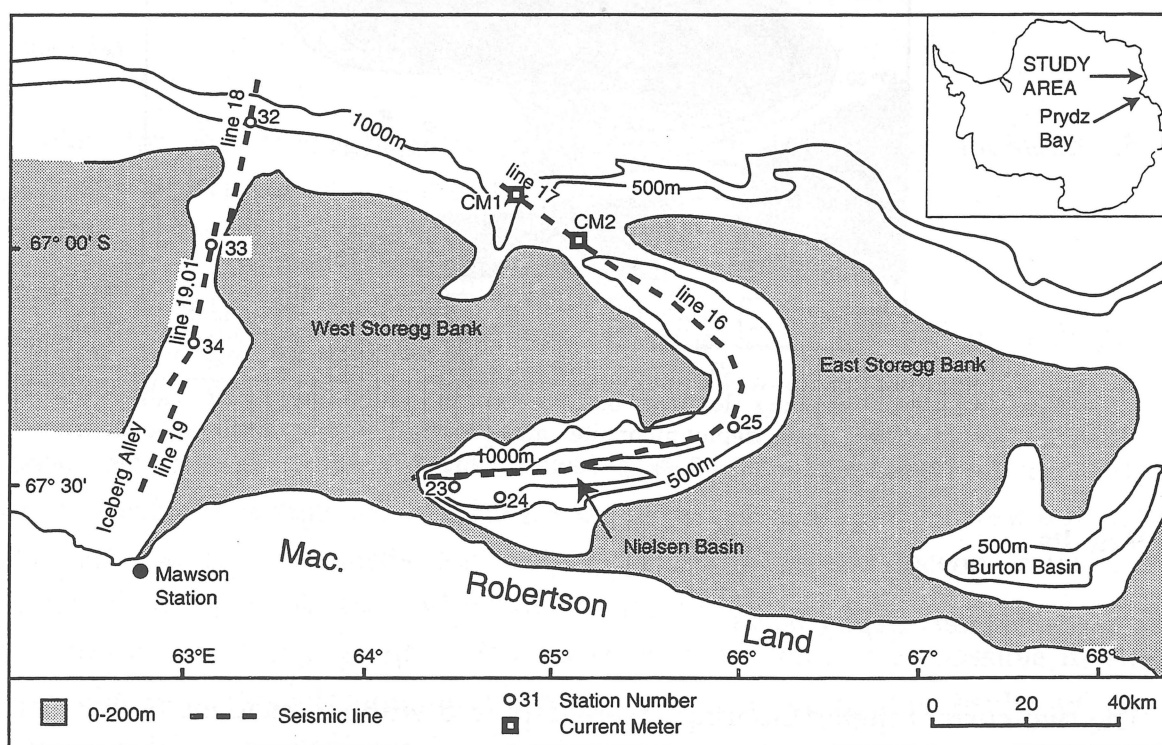 STUDY
AREA
Prydz
Bay
line 18
32
1000m
line 17
500m
CM1
CM2
67° 00' S
33
line 19.01
line 16
West Storegg Bank
East Storegg Bank
34
25
Iceberg Alley
line 19
1000m
500m
67° 30'
23
24
Nielsen Basin
500m
Burton Basin
Mawson
Station
Mac.
Robertson
Land
63°E 64° 65° 66° 67° 68°
0-200m
Seismic line
31 Station Number
Current Meter
0 20 40km